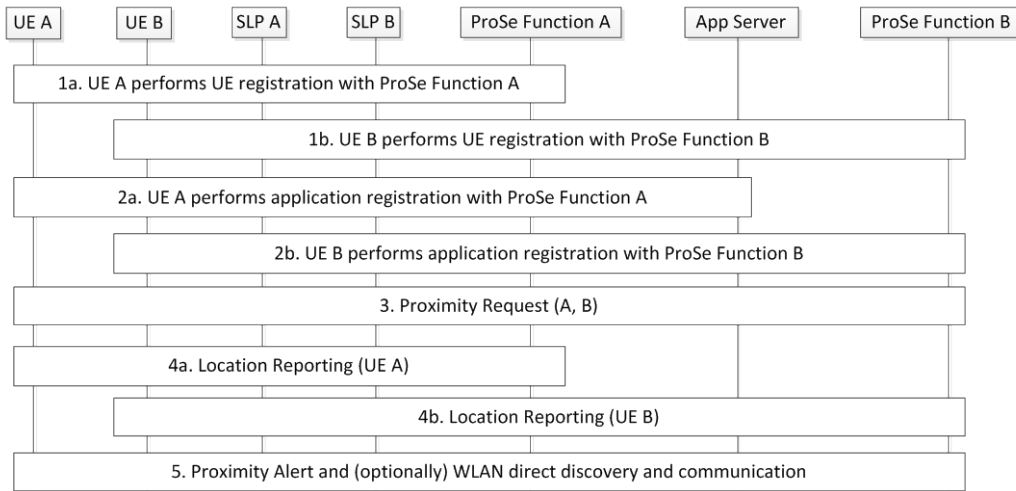 UE A
UE B
SLP A
SLP B
ProSe Function A
App Server
ProSe Function B
1a. UE A performs UE registration with ProSe Function A
1b. UE B performs UE registration with ProSe Function B
2a. UE A performs application registration with ProSe Function A
2b. UE B performs application registration with ProSe Function B
3. Proximity Request (A, B)
4a. Location Reporting (UE A)
4b. Location Reporting (UE B)
5. Proximity Alert and (optionally) WLAN direct discovery and communication